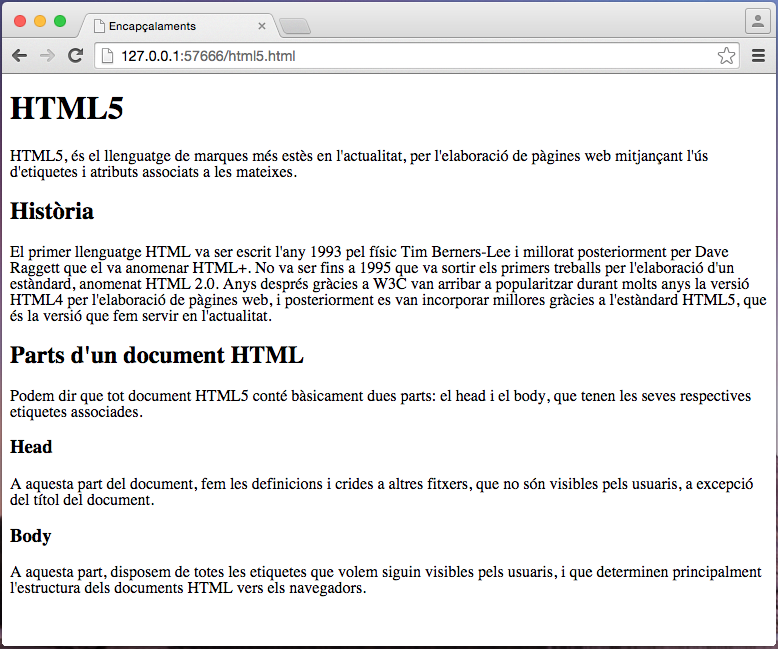 Encapçalaments
127.0.0.1:57666/html5.html
HTML5
HTML5, és el llenguatge de marques més estès en l'actualitat, per l'elaboració de pàgines web mitjançant l'ús
d'etiquetes i atributs associats a les mateixes.
Història
El primer llenguatge HTML va ser escrit l'any 1993 pel físic Tim Berners-Lee i millorat posteriorment per Dave
Raggett que el va anomenar HTML+. No va ser fins a 1995 que va sortir els primers treballs per l'elaboració d'un
estàndard, anomenat HTML 2.0. Anys després gràcies a W3C van arribar a popularitzar durant molts anys la versió
HTML4 per l'elaboració de pàgines web, i posteriorment es van incorporar millores gràcies a l'estàndard HTML5, que
és la versió que fem servir en l'actualitat.
Parts d'un document HTML
Podem dir que tot document HTML5 conté bàsicament dues parts: el head i el body, que tenen les seves respectives
etiquetes associades.
Head
A aquesta part del document, fem les definicions i crides a altres fitxers, que no són visibles pels usuaris, a excepció
del títol del document.
Body
A aquesta part, disposem de totes les etiquetes que volem siguin visibles pels usuaris, i que determinen principalment
l'estructura dels documents HTML vers els navegadors.